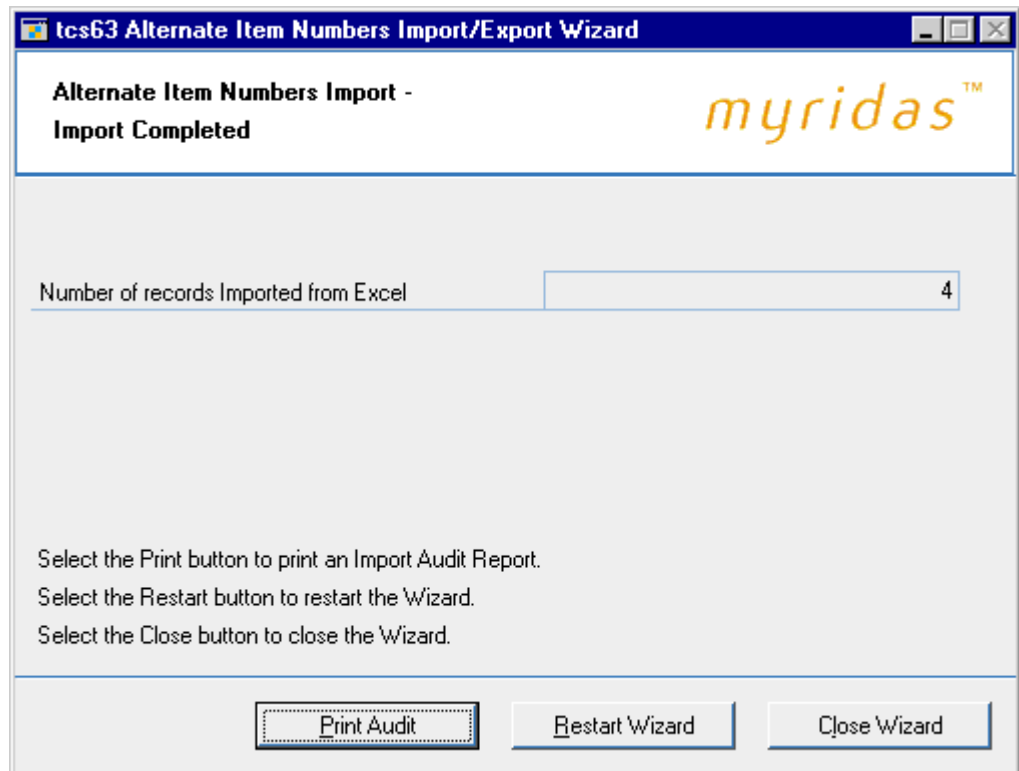 tcs63 Alternate Item Numbers Import/Export Wizard
Alternate Item Numbers Import -
Import Completed
myridas™
Number of records Imported from Excel 4
Select the Print button to print an Import Audit Report.
Select the Restart button to restart the Wizard.
Select the Close button to close the Wizard.
Print Audit Restart Wizard Close Wizard